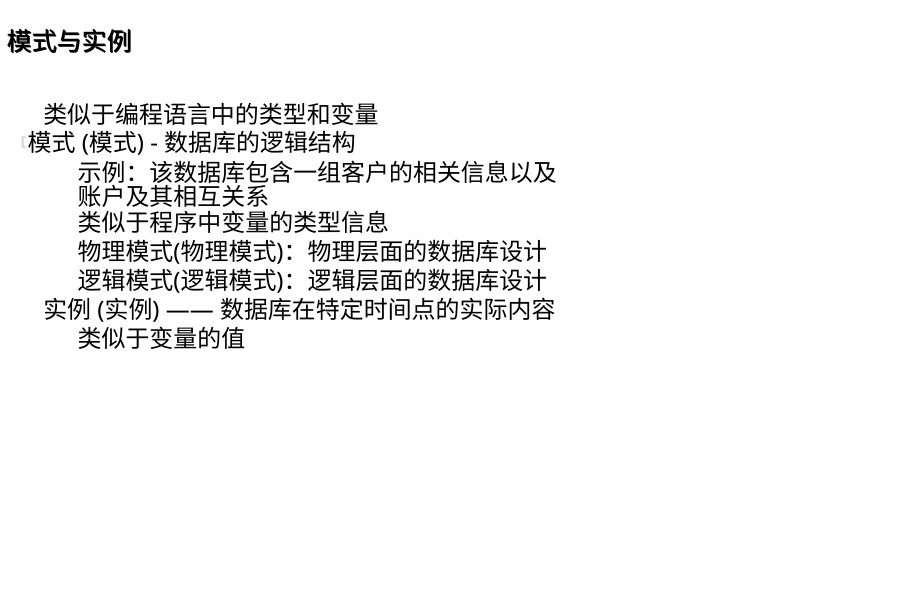 模式与实例
类似于编程语言中的类型和变量
模式 (模式) - 数据库的逻辑结构
示例：该数据库包含一组客户的相关信息以及
账户及其相互关系
类似于程序中变量的类型信息
物理模式(物理模式)：物理层面的数据库设计
逻辑模式(逻辑模式)：逻辑层面的数据库设计
实例 (实例) —— 数据库在特定时间点的实际内容
类似于变量的值